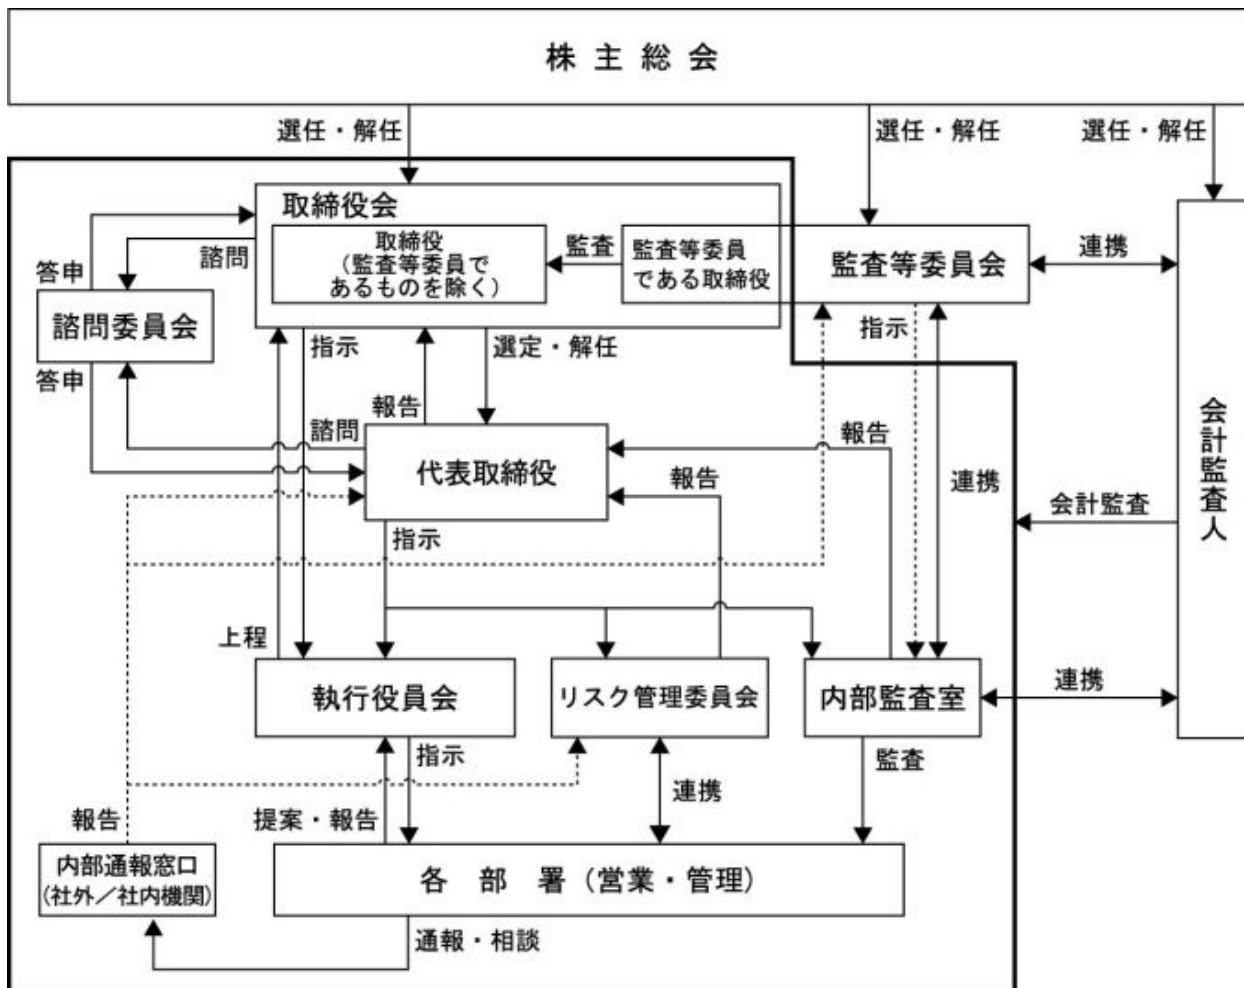 株主総会
選任・解任
選任・解任
選任・解任
取締役会
取締役
（監査等委員で
あるものを除く）
監査
監査等委員
である取締役
監査等委員会
連携
答申
諮問
諮問委員会
答申
指示
選定・解任
指示
報告
諮問
代表取締役
報告
報告
連携
会計監査
会計監査人
指示
上程
執行役員会
リスク管理委員会
内部監査室
連携
指示
連携
監査
報告
提案・報告
内部通報窓口
（社外／社内機関）
各部署（営業・管理）
通報・相談